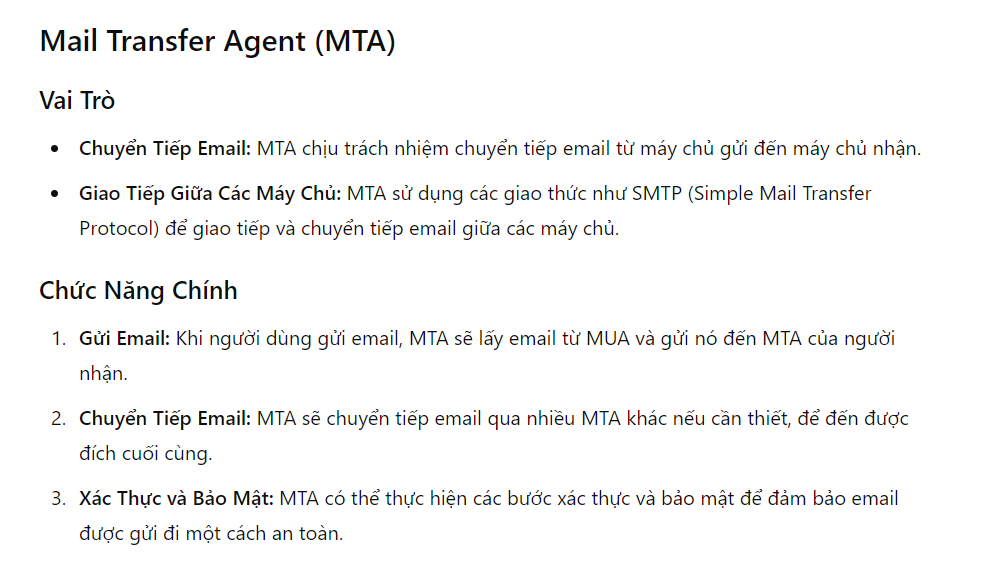 Mail Transfer Agent (MTA)
Vai Trò
• Chuyển Tiếp Email: MTA chịu trách nhiệm chuyển tiếp email từ máy chủ gửi đến máy chủ nhận.
• Giao Tiếp Giữa Các Máy Chủ: MTA sử dụng các giao thức như SMTP (Simple Mail Transfer
Protocol) để giao tiếp và chuyển tiếp email giữa các máy chủ.
Chức Năng Chính
1. Gửi Email: Khi người dùng gửi email, MTA sẽ lấy email từ MUA và gửi nó đến MTA của người
nhận.
2. Chuyển Tiếp Email: MTA sẽ chuyển tiếp email qua nhiều MTA khác nếu cần thiết, để đến được
đích cuối cùng.
3. Xác Thực và Bảo Mật: MTA có thể thực hiện các bước xác thực và bảo mật để đảm bảo email
được gửi đi một cách an toàn.